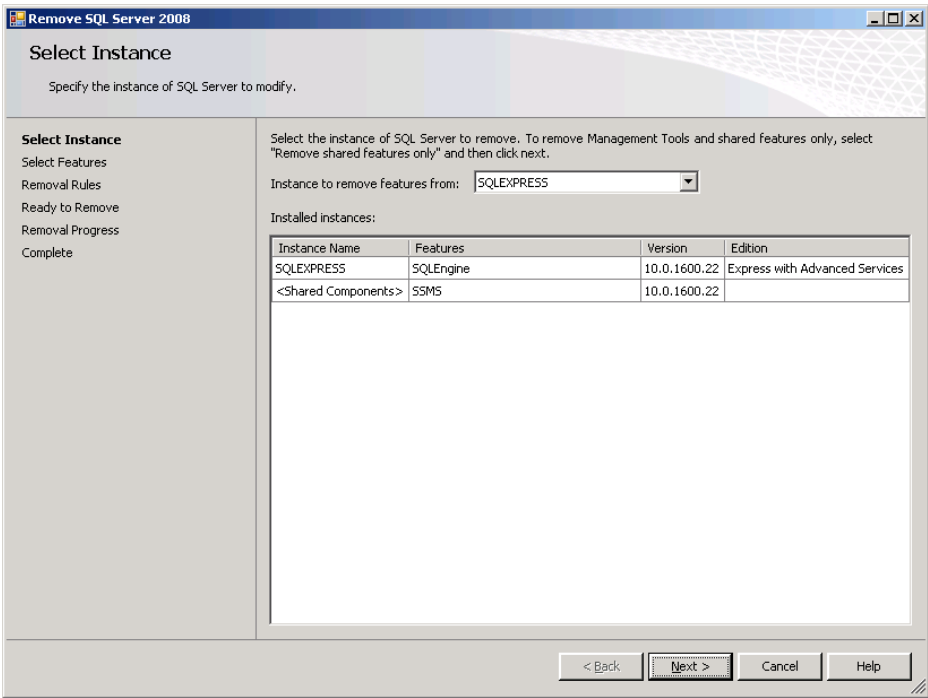 Remove SQL Server 2008
Select Instance
Specify the instance of SQL Server to modify.
Select Instance
Select Features
Removal Rules
Ready to Remove
Removal Progress
Complete
Select the instance of SQL Server to remove. To remove Management Tools and shared features only, select
"Remove shared features only" and then click next.
Instance to remove features from: SQLEXPRESS
Installed instances:
Instance Name Features Version Edition
SQLEXPRESS SQLEngine 10.0.1600.22 Express with Advanced Services
<Shared Components> SSMS 10.0.1600.22
< Back Next > Cancel Help